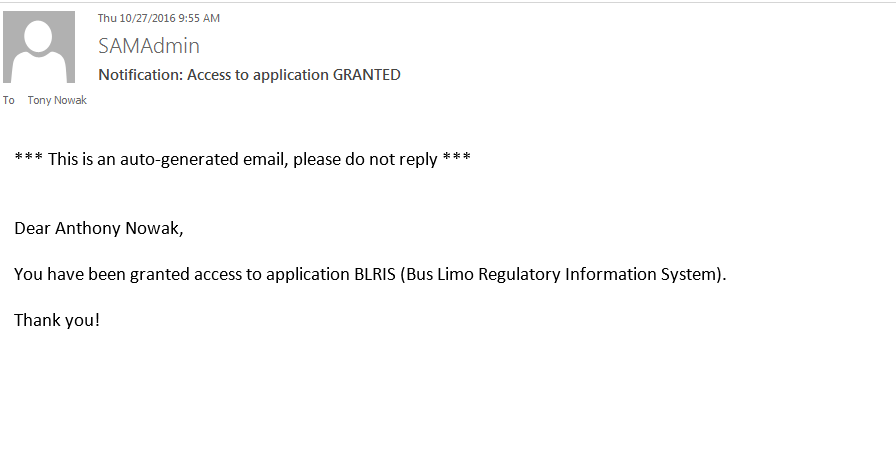 Thu 10/27/2016 9:55 AM
SAMAdmin
Notification: Access to application GRANTED
To Tony Nowak
*** This is an auto-generated email, please do not reply ***
Dear Anthony Nowak,
You have been granted access to application BLRIS (Bus Limo Regulatory Information System).
Thank you!